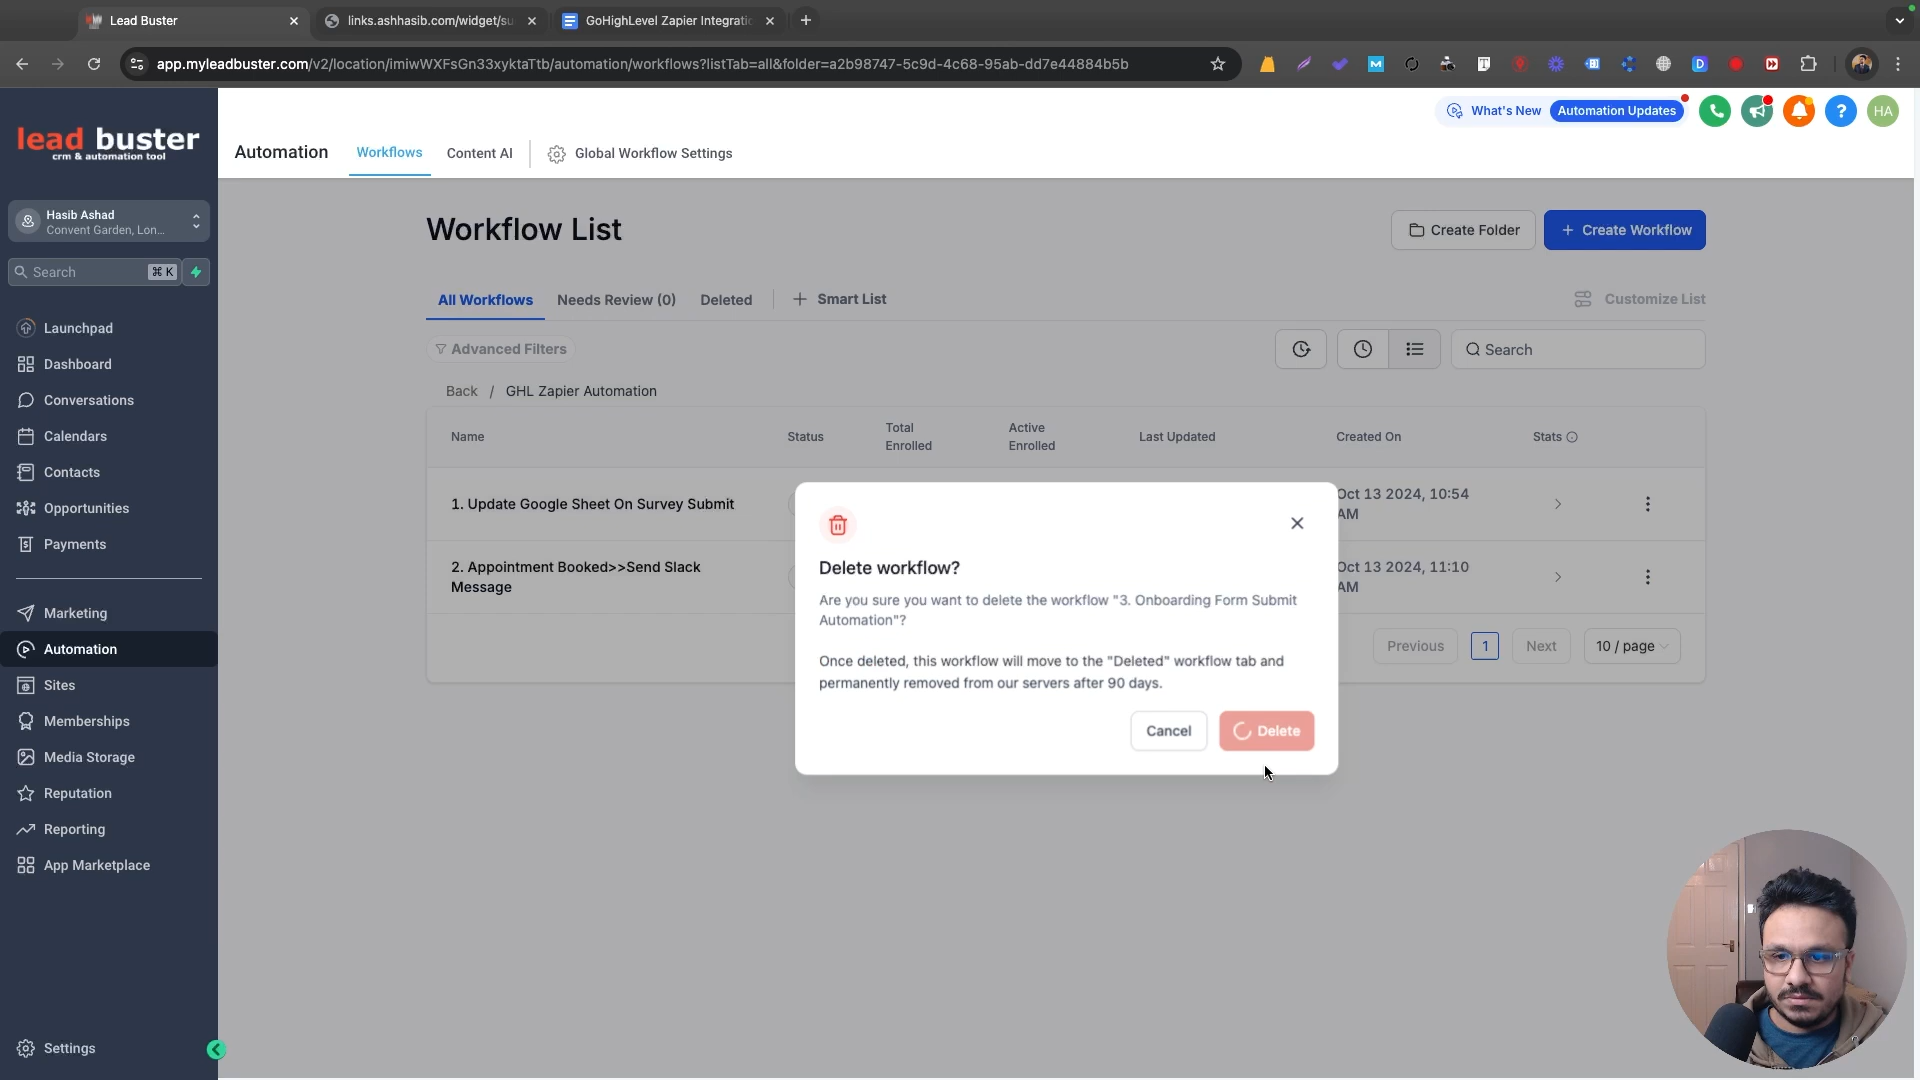 Lead Buster
links.ashhasib.com/widget/su
GoHighLevel Zapier Integrati
app.myleadbuster.com/v2/location/imiwWXFsGn33xyktaTtb/automation/workflows?listTab=all&folder=a2b98747-5c9d-4c68-95ab-dd7e44884b5b
lead buster
crm & automation tool
What's New
Automation Updates
HA
Automation
Workflows
Content AI
Global Workflow Settings
Hasib Ashad
Convent Garden, Lon...
Search
⌘ K
Launchpad
Dashboard
Conversations
Calendars
Contacts
Opportunities
Payments
Marketing
Automation
Sites
Memberships
Media Storage
Reputation
Reporting
App Marketplace
Settings
Workflow List
Create Folder
+ Create Workflow
All Workflows
Needs Review (0)
Deleted
+ Smart List
Customize List
Advanced Filters
Search
Back / GHL Zapier Automation
Name
Status
Total
Enrolled
Active
Enrolled
Last Updated
Created On
Stats
1. Update Google Sheet On Survey Submit
Oct 13 2024, 10:54
AM
2. Appointment Booked>>Send Slack
Message
Oct 13 2024, 11:10
AM
Previous
1
Next
10 / page
Delete workflow?
Are you sure you want to delete the workflow "3. Onboarding Form Submit
Automation"?
Once deleted, this workflow will move to the "Deleted" workflow tab and
permanently removed from our servers after 90 days.
Cancel
Delete